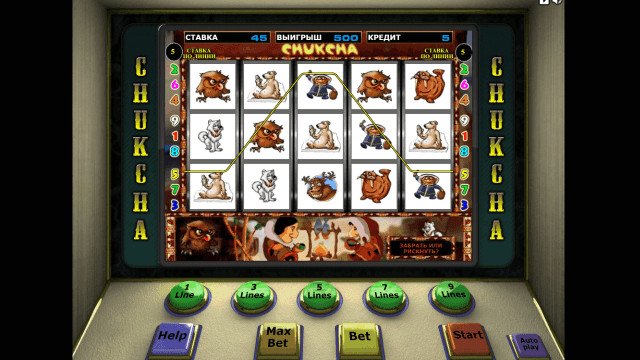 СТАВКА 45 ВЫИГРЫШ 500 КРЕДИТ 5
5 СТАВКА ПО ЛИНИИ
CHUKCHA
СТАВКА ПО ЛИНИИ 5
2 2
6 6
4 4
9 9
1 1
8 8
5 5
7 7
3 3
CHUKCHA
CHUKCHA
ЗАБРАТЬ ИЛИ
РИСКНУТЬ?
1 Line
3 Lines
5 Lines
7 Lines
9 Lines
Help
Max Bet
Bet
Start
Auto play